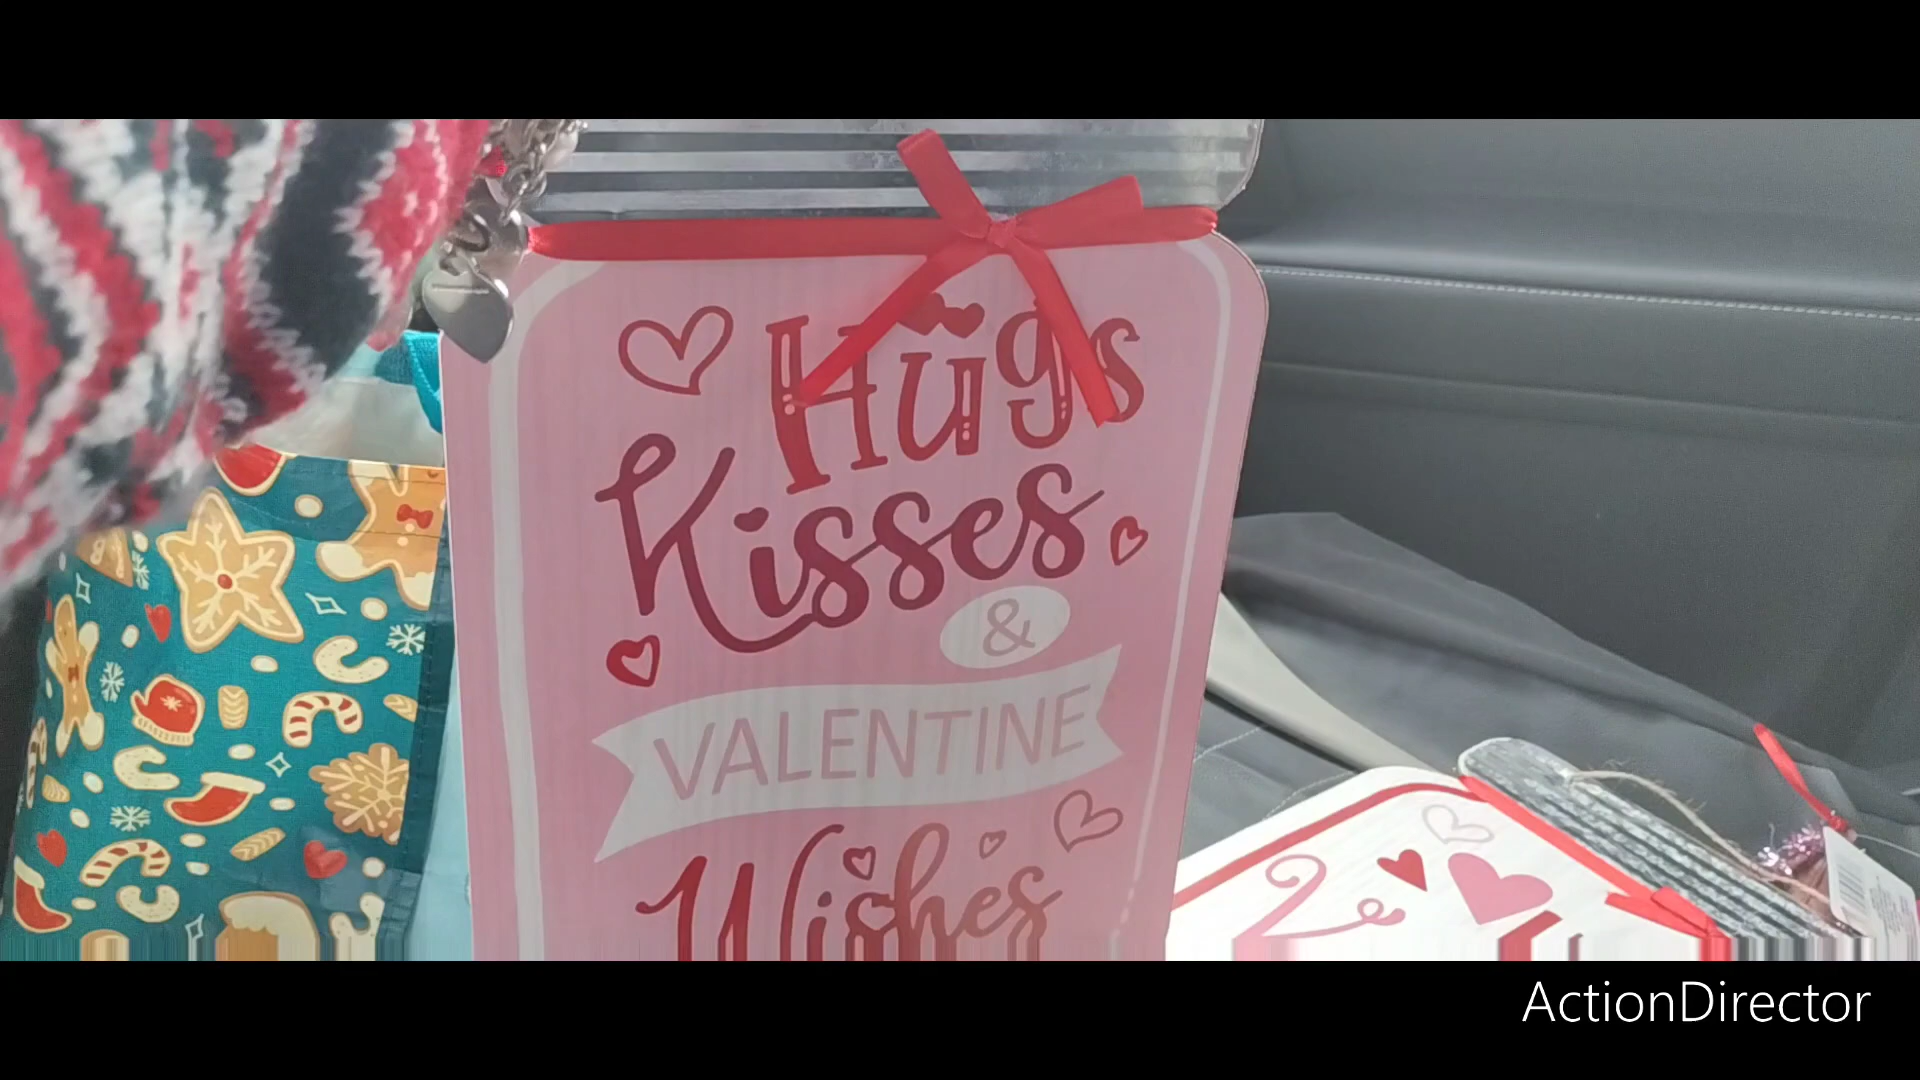 Hugs
Kisses
&
VALENTINE
Wishes
ActionDirector